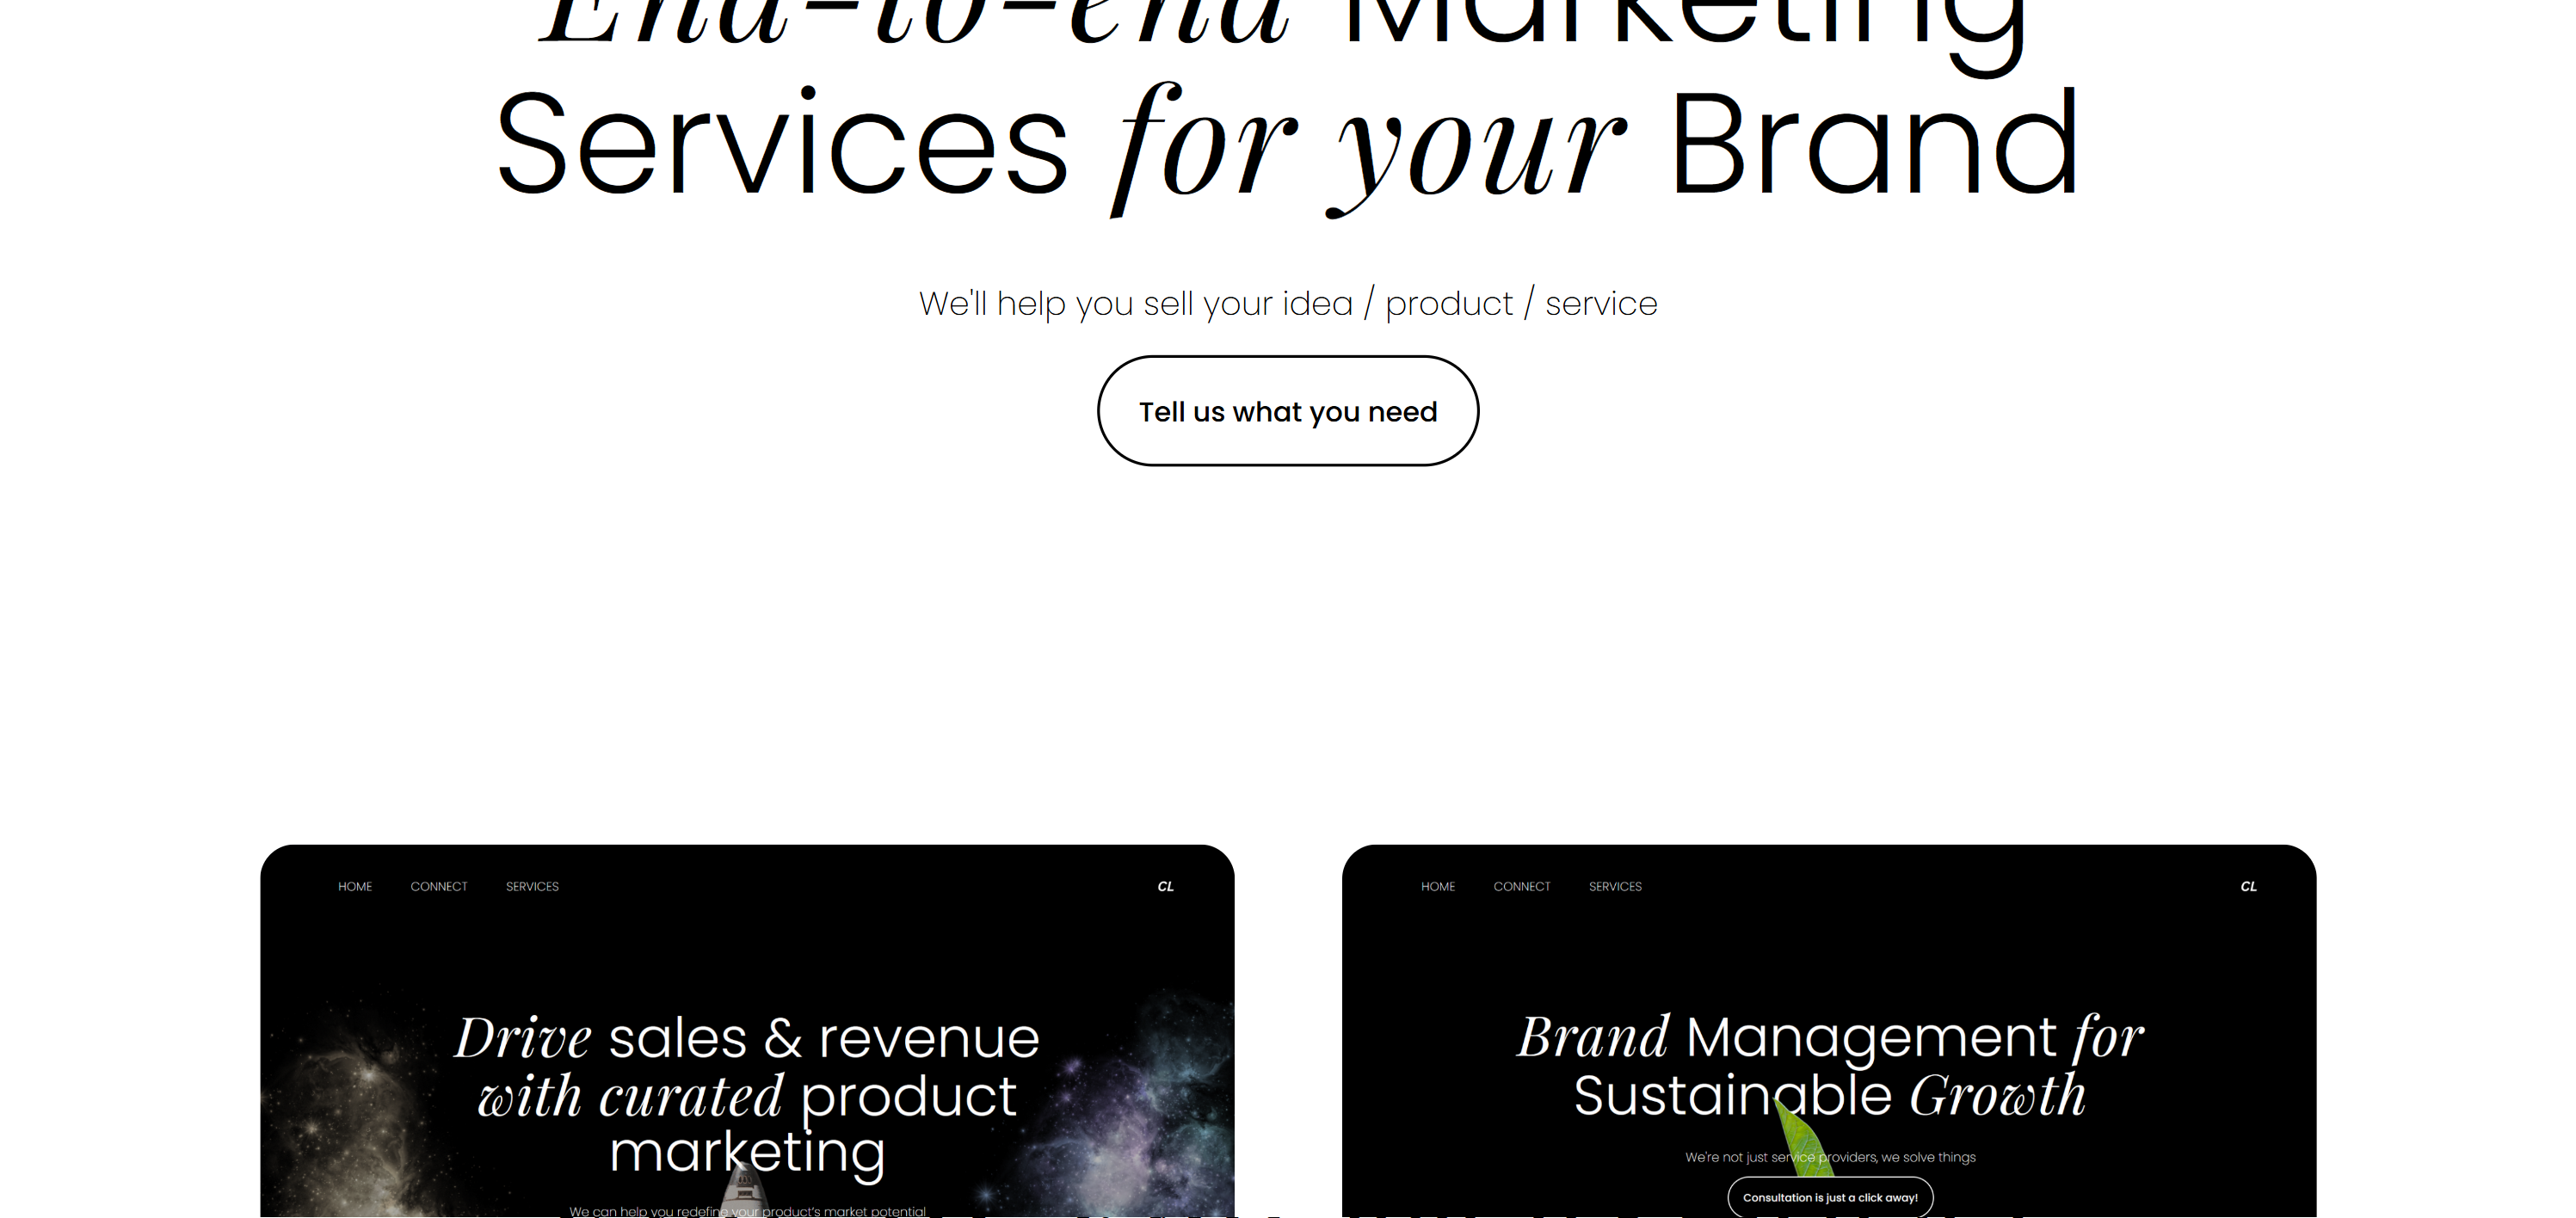 End-to-end Marketing
Services for your Brand
We'll help you sell your idea / product / service
Tell us what you need
HOME CONNECT SERVICES CL
Drive sales & revenue
with curated product
marketing
We can help you redefine your product's market potential
HOME CONNECT SERVICES CL
Brand Management for
Sustainable Growth
We're not just service providers, we solve things
Consultation is just a click away!